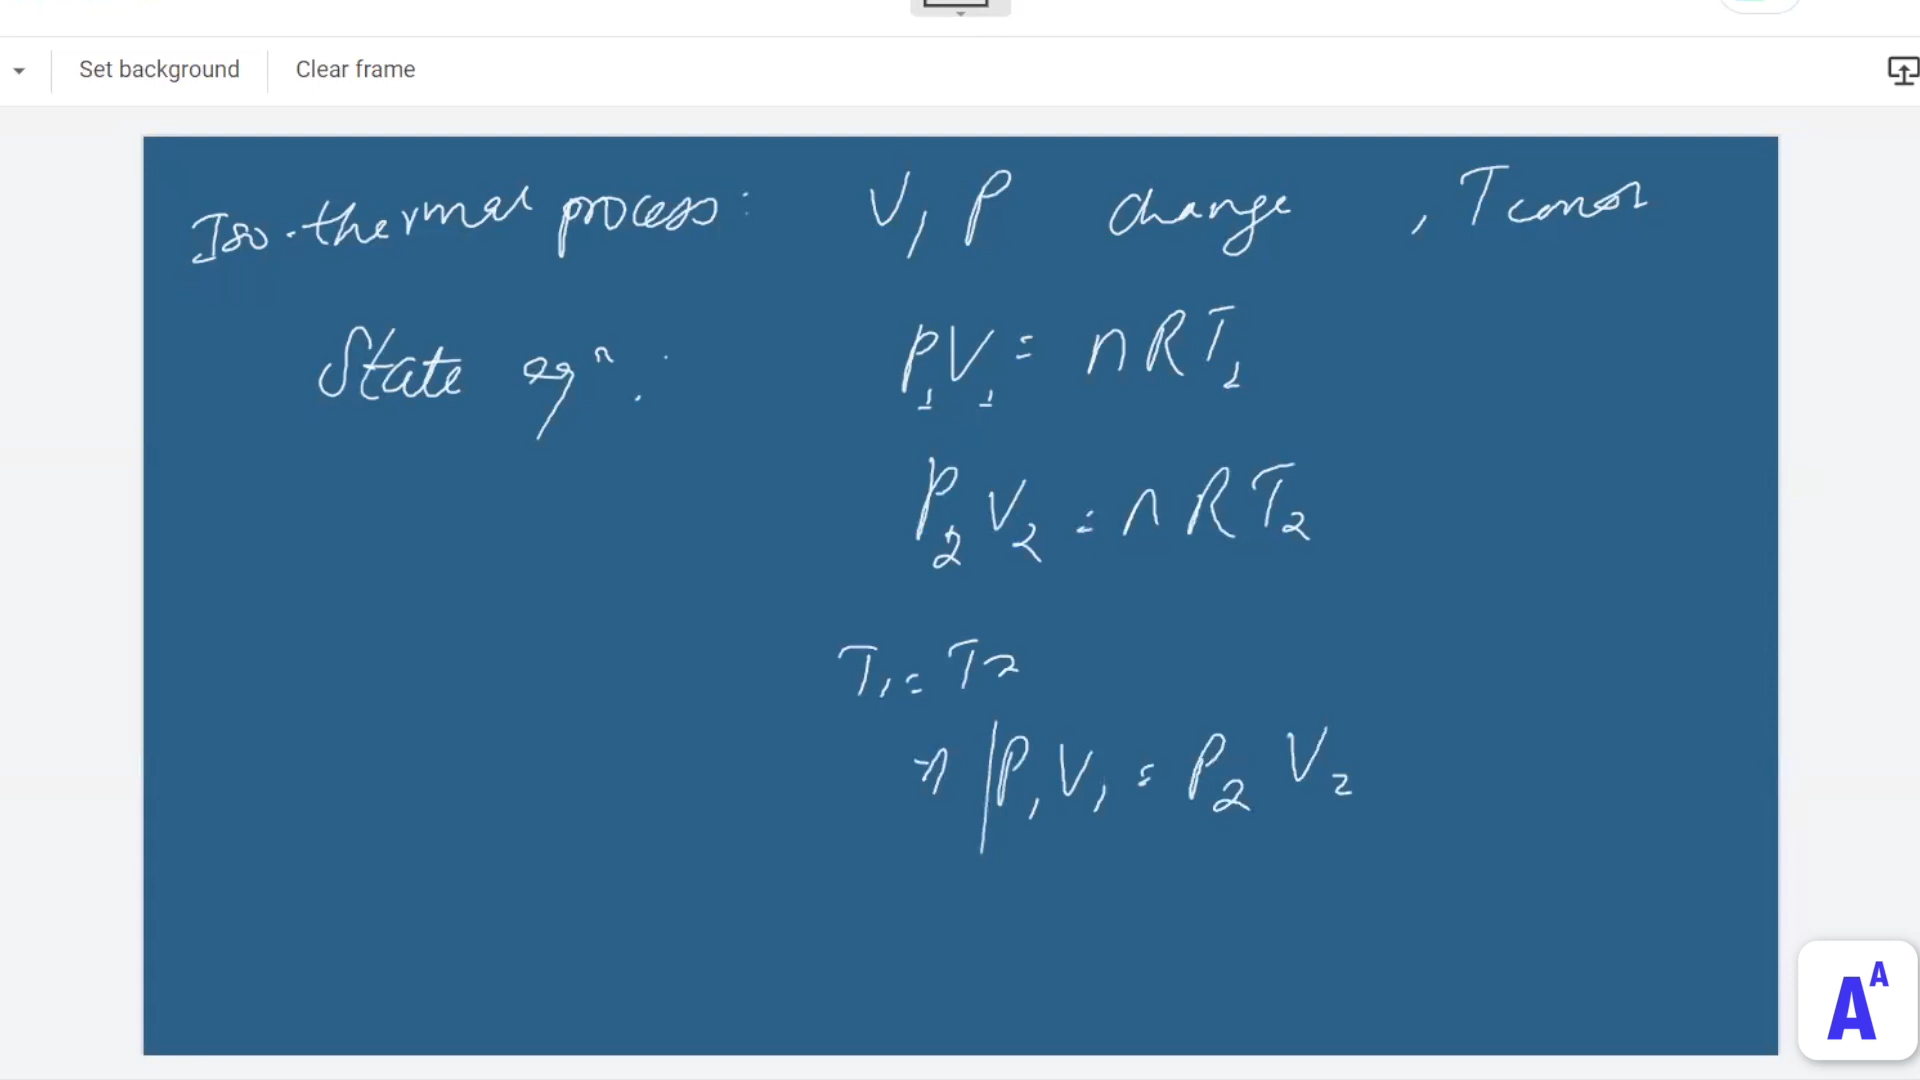 Set background Clear frame
Iso-thermal process: V, P change , T const
State eqn: P₁V₁ = nRT₁
P₂V₂ = nRT₂
T₁ = T₂
⇒ P₁V₁ = P₂V₂
AA